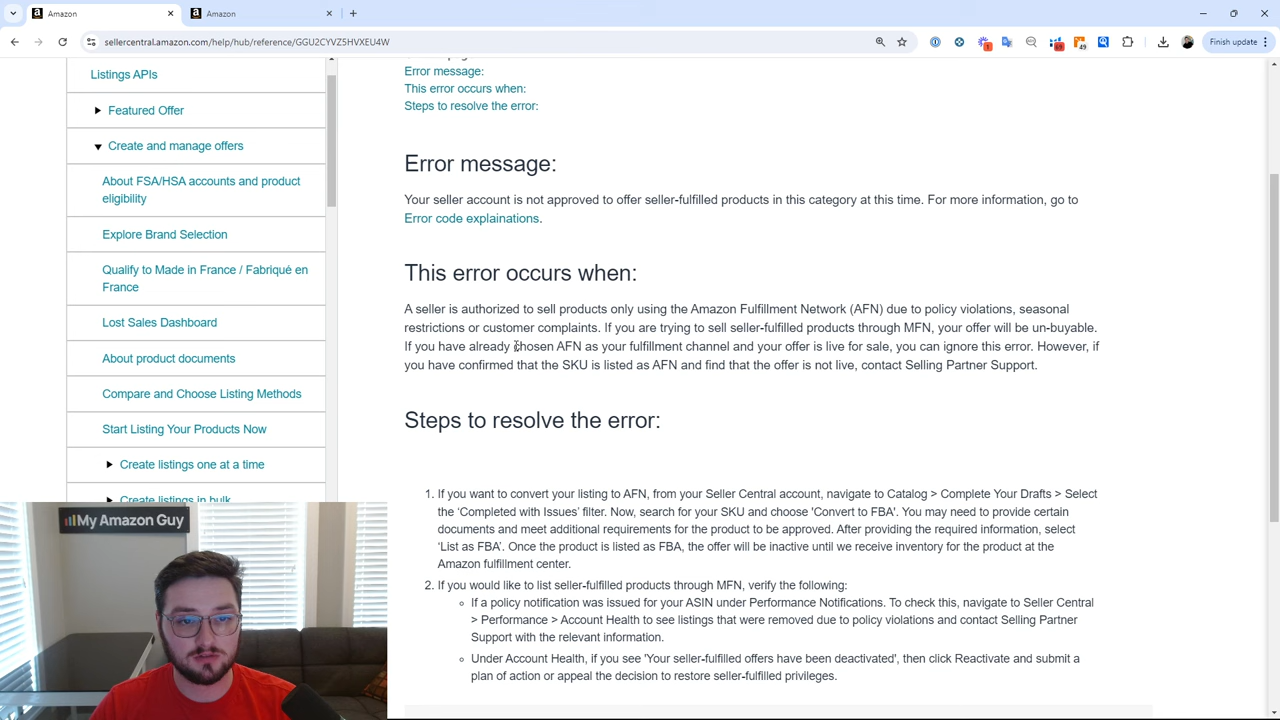 Amazon
Amazon
sellercentral.amazon.com/help/hub/reference/GGU2CYVZ5HVXEU4W
Finish update
Listings APIs
Featured Offer
Create and manage offers
About FSA/HSA accounts and product
eligibility
Explore Brand Selection
Qualify to Made in France / Fabriqué en
France
Lost Sales Dashboard
About product documents
Compare and Choose Listing Methods
Start Listing Your Products Now
Create listings one at a time
Create listings in bulk
Error message:
This error occurs when:
Steps to resolve the error:
Error message:
Your seller account is not approved to offer seller-fulfilled products in this category at this time. For more information, go to
Error code explainations.
This error occurs when:
A seller is authorized to sell products only using the Amazon Fulfillment Network (AFN) due to policy violations, seasonal
restrictions or customer complaints. If you are trying to sell seller-fulfilled products through MFN, your offer will be un-buyable.
If you have already chosen AFN as your fulfillment channel and your offer is live for sale, you can ignore this error. However, if
you have confirmed that the SKU is listed as AFN and find that the offer is not live, contact Selling Partner Support.
Steps to resolve the error:
1. If you want to convert your listing to AFN, from your Seller Central account, navigate to Catalog > Complete Your Drafts > Select
the 'Completed with Issues' filter. Now, search for your SKU and choose 'Convert to FBA'. You may need to provide certain
documents and meet additional requirements for the product to be approved. After providing the required information, select
'List as FBA'. Once the product is listed as FBA, the offer will be inactive until we receive inventory for the product at the
Amazon fulfillment center.
2. If you would like to list seller-fulfilled products through MFN, verify the following:
If a policy notification was issued for your ASIN under Performance Notifications. To check this, navigate to Seller Central
> Performance > Account Health to see listings that were removed due to policy violations and contact Selling Partner
Support with the relevant information.
Under Account Health, if you see 'Your seller-fulfilled offers have been deactivated', then click Reactivate and submit a
plan of action or appeal the decision to restore seller-fulfilled privileges.
My Amazon Guy